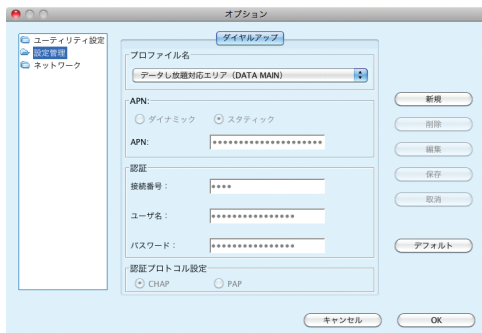 オプション
ユーティリティ設定
設定管理
ネットワーク
ダイヤルアップ
プロファイル名
データし放題対応エリア（DATA MAIN）
APN:
ダイナミック
スタティック
APN:
●●●●●●●●●●●●●●●●●●●●●
認証
接続番号：
●●●●
ユーザ名：
●●●●●●●●●●●●●●●●
パスワード：
●●●●●●●●●●●●●●●●
認証プロトコル設定
CHAP
PAP
新規
削除
編集
保存
取消
デフォルト
キャンセル
OK